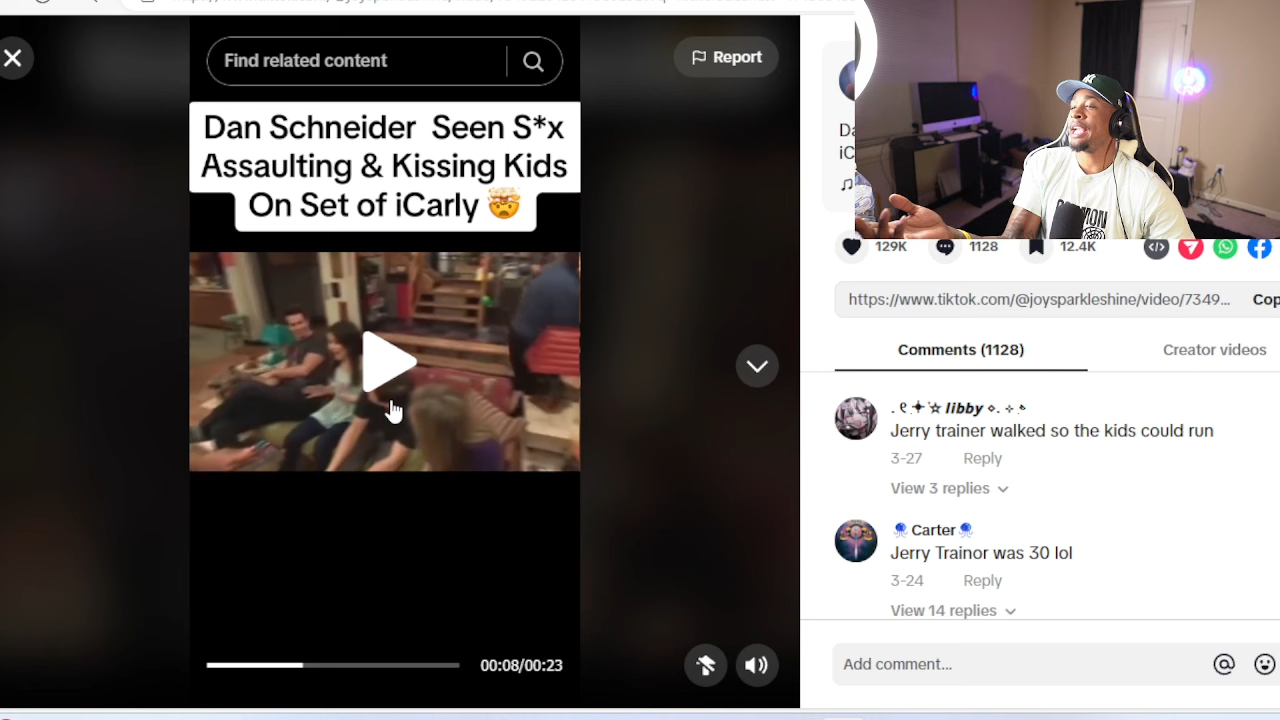 Find related content
Report
Dan Schneider Seen S*x
Assaulting & Kissing Kids
On Set of iCarly 🤯
00:08/00:23
Da
iC
129K
1128
12.4K
https://www.tiktok.com/@joysparkleshine/video/7349...
Cop
Comments (1128)
Creator videos
libby
Jerry trainer walked so the kids could run
3-27 Reply
View 3 replies
Carter
Jerry Trainor was 30 lol
3-24 Reply
View 14 replies
Add comment...